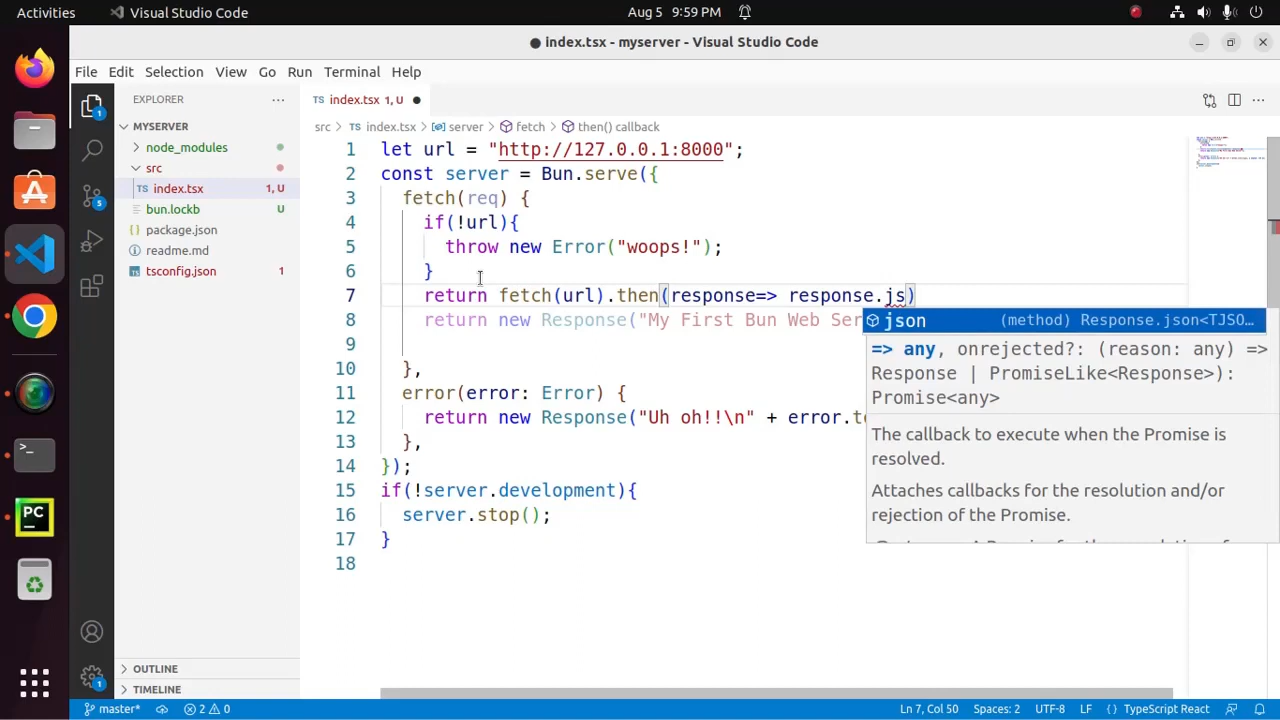 Activities Visual Studio Code Aug 5 9:59 PM
● index.tsx - myserver - Visual Studio Code
File Edit Selection View Go Run Terminal Help
EXPLORER ···
TS index.tsx 1, U ●
MYSERVER
node_modules
src
TS index.tsx 1, U
bun.lockb U
{} package.json
readme.md
tsconfig.json 1
OUTLINE
TIMELINE
1
5
1
PC
src > index.tsx > server > fetch > then() callback
1 let url = "http://127.0.0.1:8000";
2 const server = Bun.serve({
3 fetch(req) {
4 if(!url){
5 throw new Error("woops!");
6 }
7 return fetch(url).then(response=> response.js)
8 return new Response("My First Bun Web Ser
9
10 },
11 error(error: Error) {
12 return new Response("Uh oh!!\n" + error.to
13 },
14 });
15 if(!server.development){
16 server.stop();
17 }
18
json (method) Response.json<TJSO…
=> any, onrejected?: (reason: any) =>
Response | PromiseLike<Response>):
Promise<any>
The callback to execute when the Promise is
resolved.
Attaches callbacks for the resolution and/or
rejection of the Promise.
master* 2 0 Ln 7, Col 50 Spaces: 2 UTF-8 LF {} TypeScript React